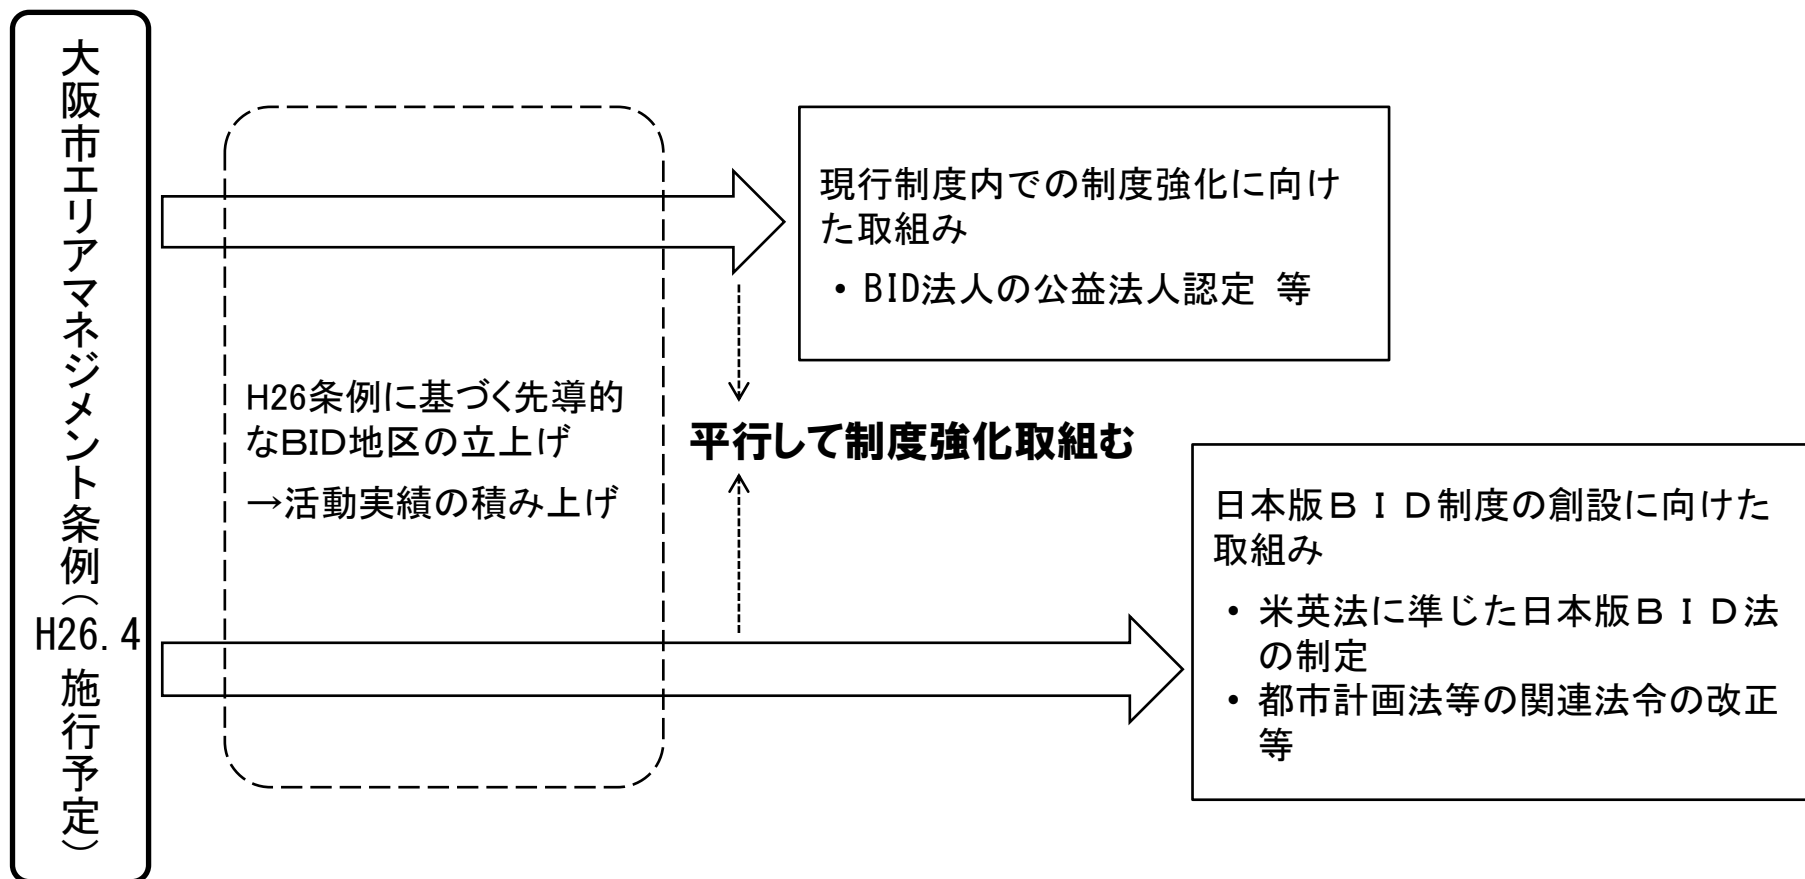 大阪市エリアマネジメント条例（H26.4施行予定）
現行制度内での制度強化に向け
た取組み
・BID法人の公益法人認定 等
H26条例に基づく先導的
なBID地区の立上げ
→活動実績の積み上げ
平行して制度強化取組む
日本版ＢＩＤ制度の創設に向けた
取組み
・米英法に準じた日本版ＢＩＤ法
の制定
・都市計画法等の関連法令の改正
等